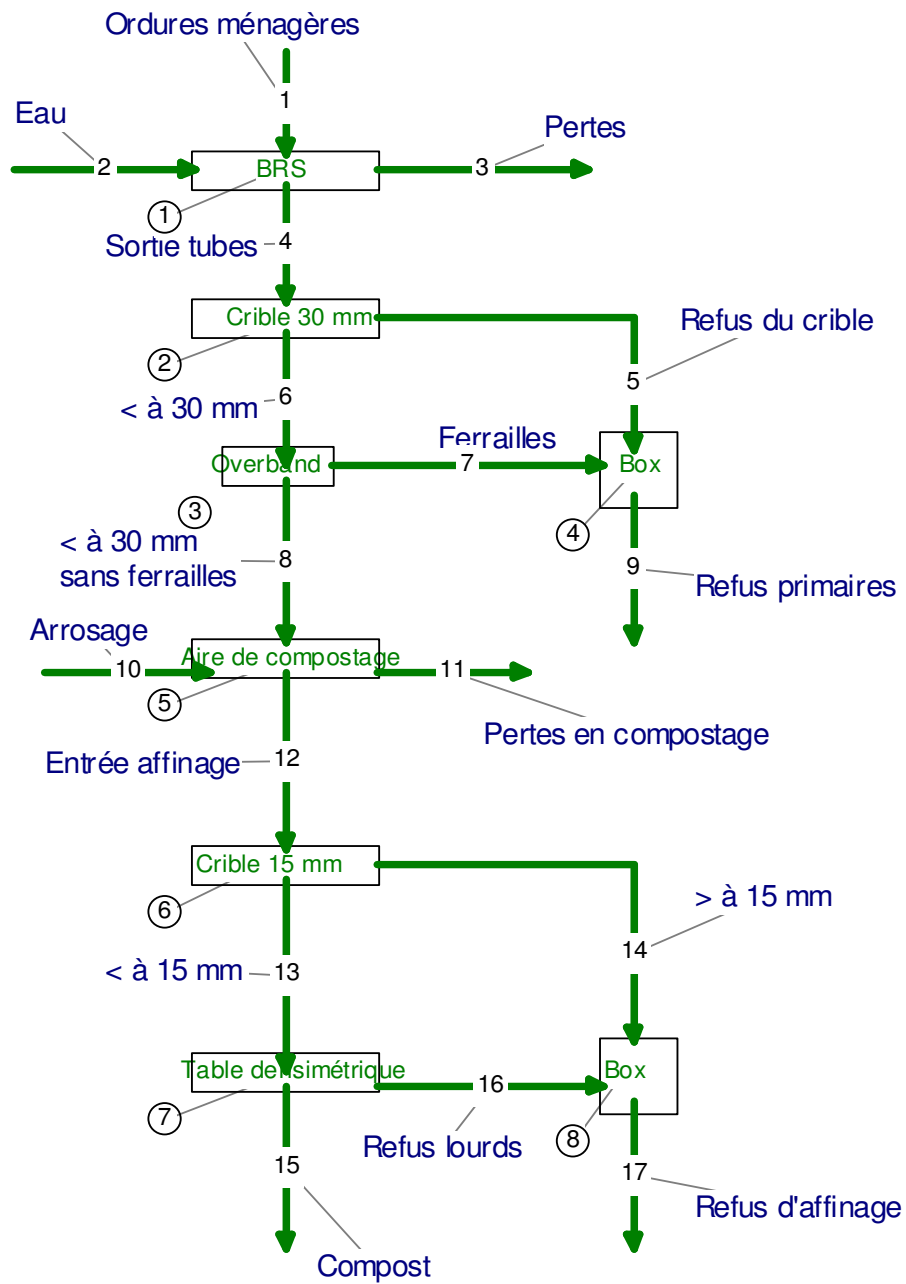 Ordures ménagères
1
Eau
Pertes
2
BRS
3
1
Sortie tubes
4
Crible 30 mm
Refus du crible
2
5
6
< à 30 mm
Ferrailles
Overband
7
Box
3
4
< à 30 mm
sans ferrailles
8
9
Refus primaires
Arrosage
Aire de compostage
10
11
5
Pertes en compostage
Entrée affinage
12
Crible 15 mm
> à 15 mm
6
14
< à 15 mm
13
Table densimétrique
Box
16
7
8
Refus lourds
15
17
Refus d'affinage
Compost